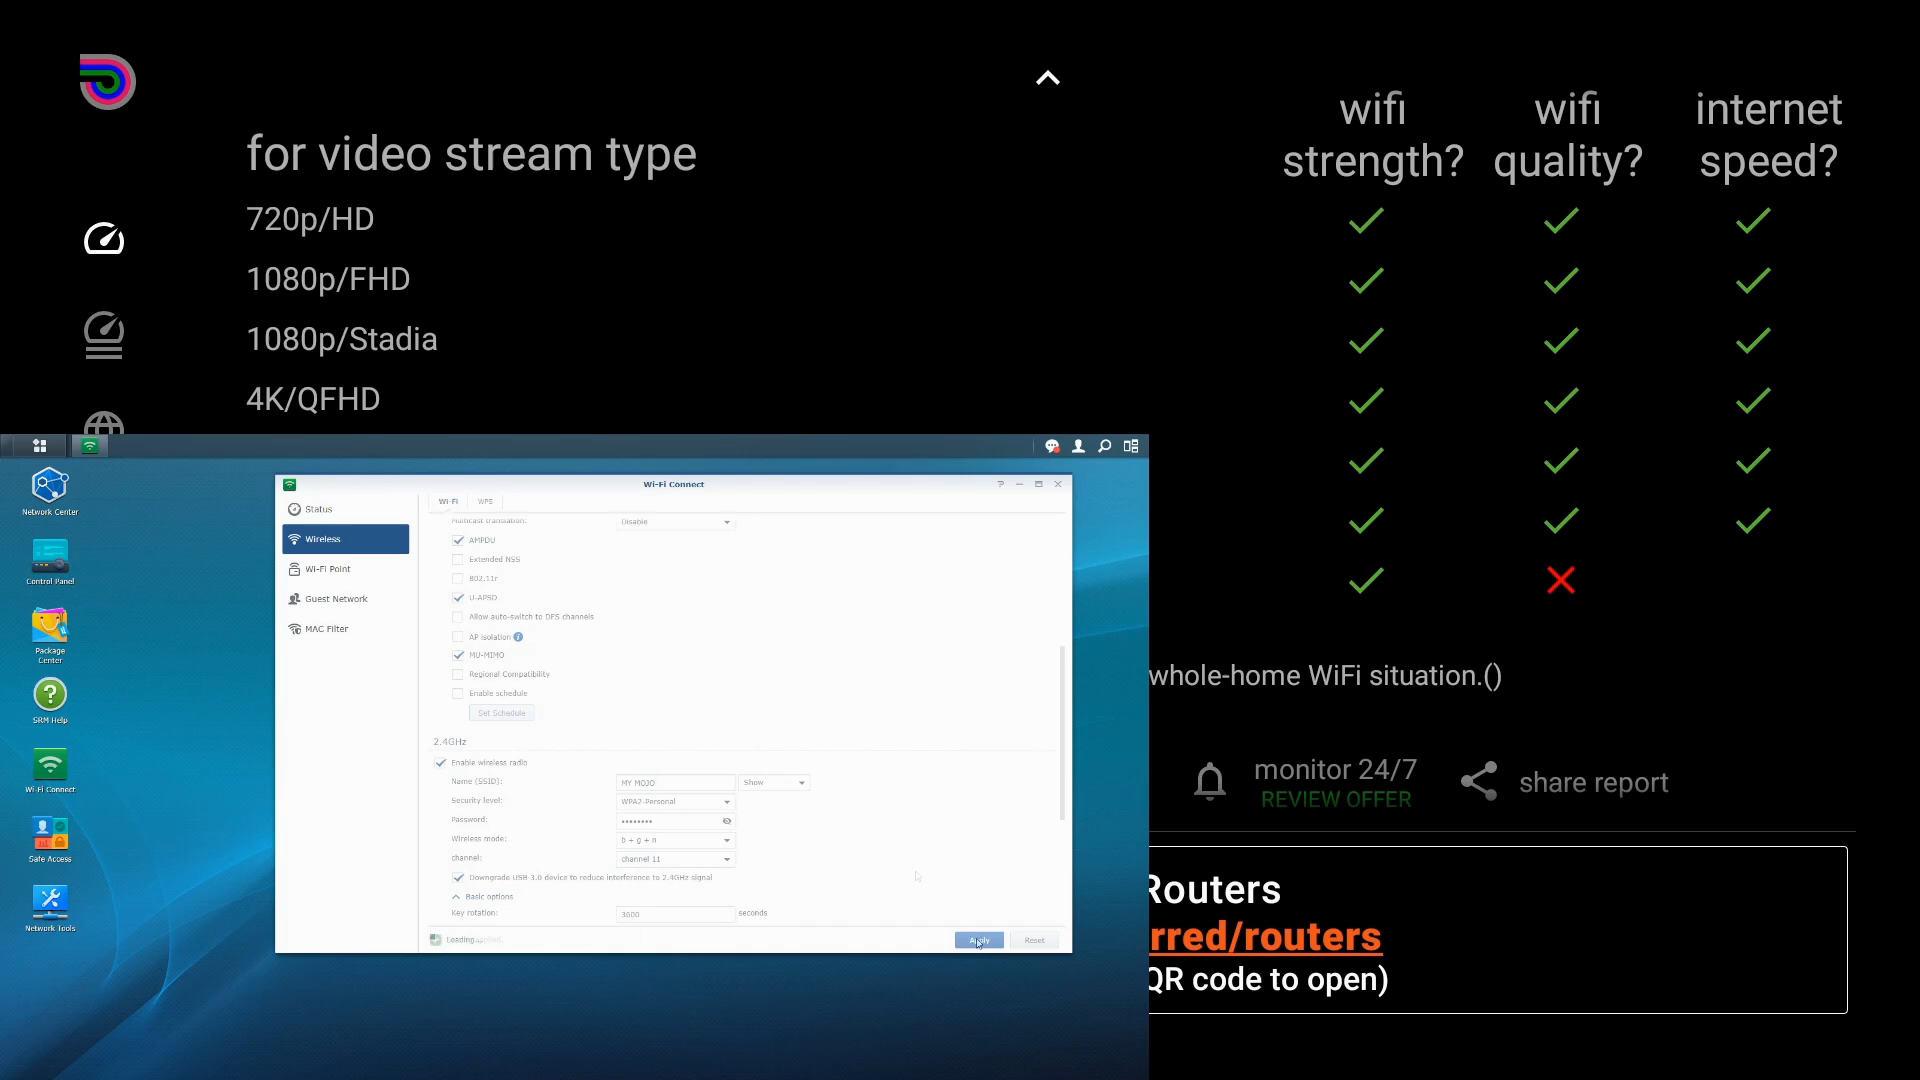 wifi strength?
wifi quality?
internet speed?
for video stream type
720p/HD
1080p/FHD
1080p/Stadia
4K/QFHD
Network Center
Control Panel
Package Center
SRM Help
Wi-Fi Connect
Safe Access
Network Tools
Wi-Fi Connect
Status
Wireless
Wi-Fi Point
Guest Network
MAC Filter
Wi-Fi
WPS
Multicast translation:
Disable
AMPDU
Extended NSS
802.11r
U-APSD
Allow auto-switch to DFS channels
AP isolation
MU-MIMO
Regional Compatibility
Enable schedule
Set Schedule
2.4GHz
Enable wireless radio
Name (SSID):
MY MOJO
Show
Security level:
WPA2-Personal
Password:
••••••••
Wireless mode:
b + g + n
channel:
channel 11
Downgrade USB 3.0 device to reduce interference to 2.4GHz signal
Basic options
Key rotation:
3600
seconds
Loading...
Apply
Reset
whole-home WiFi situation.()
monitor 24/7
REVIEW OFFER
share report
Routers
rred/routers
QR code to open)